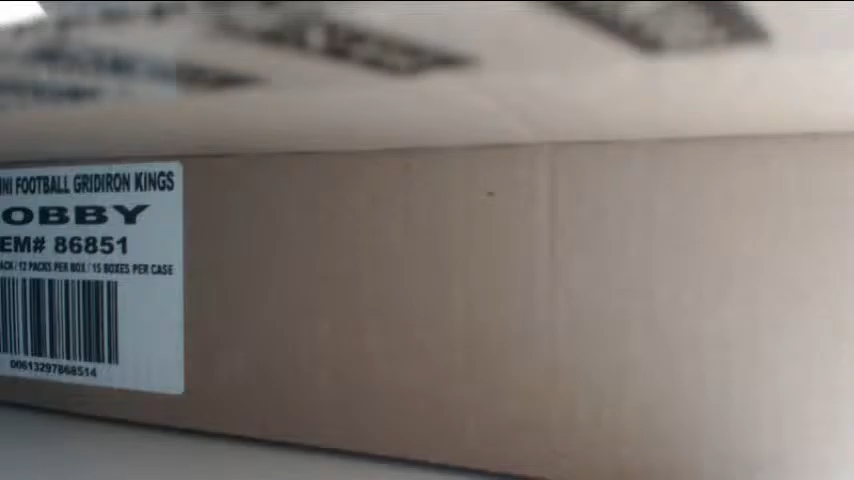 NI FOOTBALL GRIDIRON KINGS
OBBY
EM# 86851
ACK / 12 PACKS PER BOX / 15 BOXES PER CASE
00613297868514